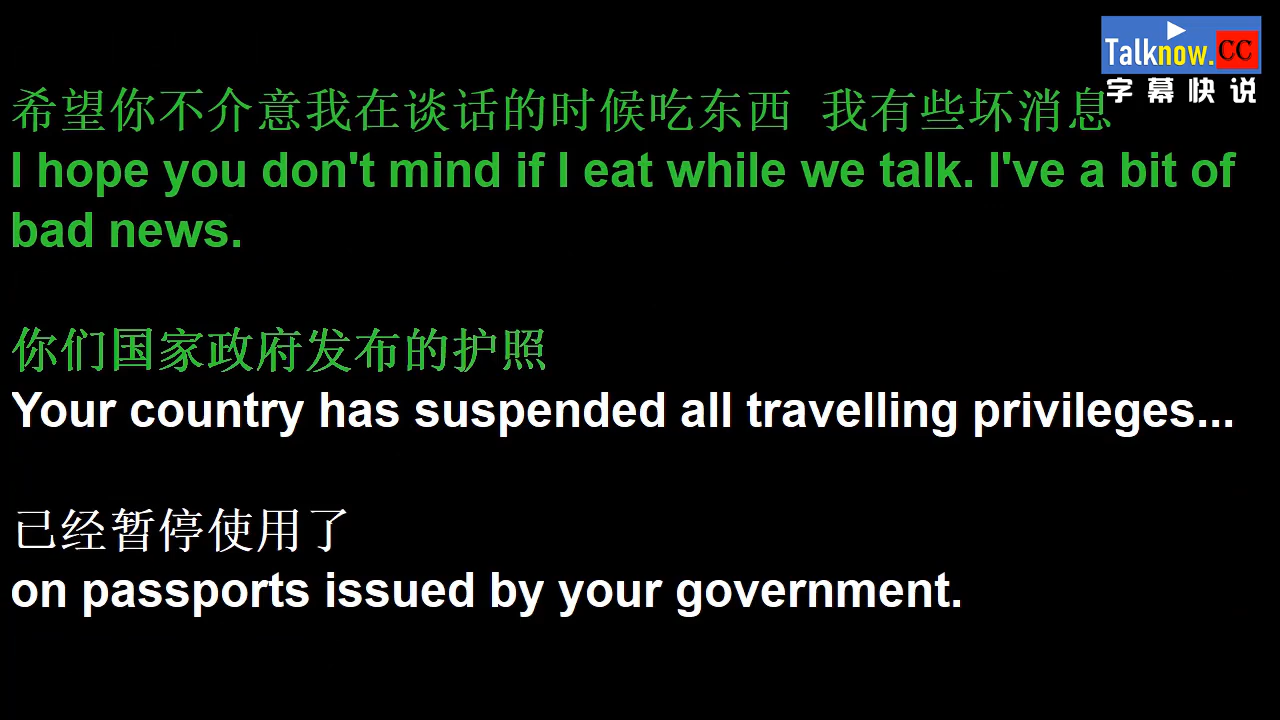 Talknow.CC
字幕快说
希望你不介意我在谈话的时候吃东西 我有些坏消息
I hope you don't mind if I eat while we talk. I've a bit of
bad news.
你们国家政府发布的护照
Your country has suspended all travelling privileges...
已经暂停使用了
on passports issued by your government.